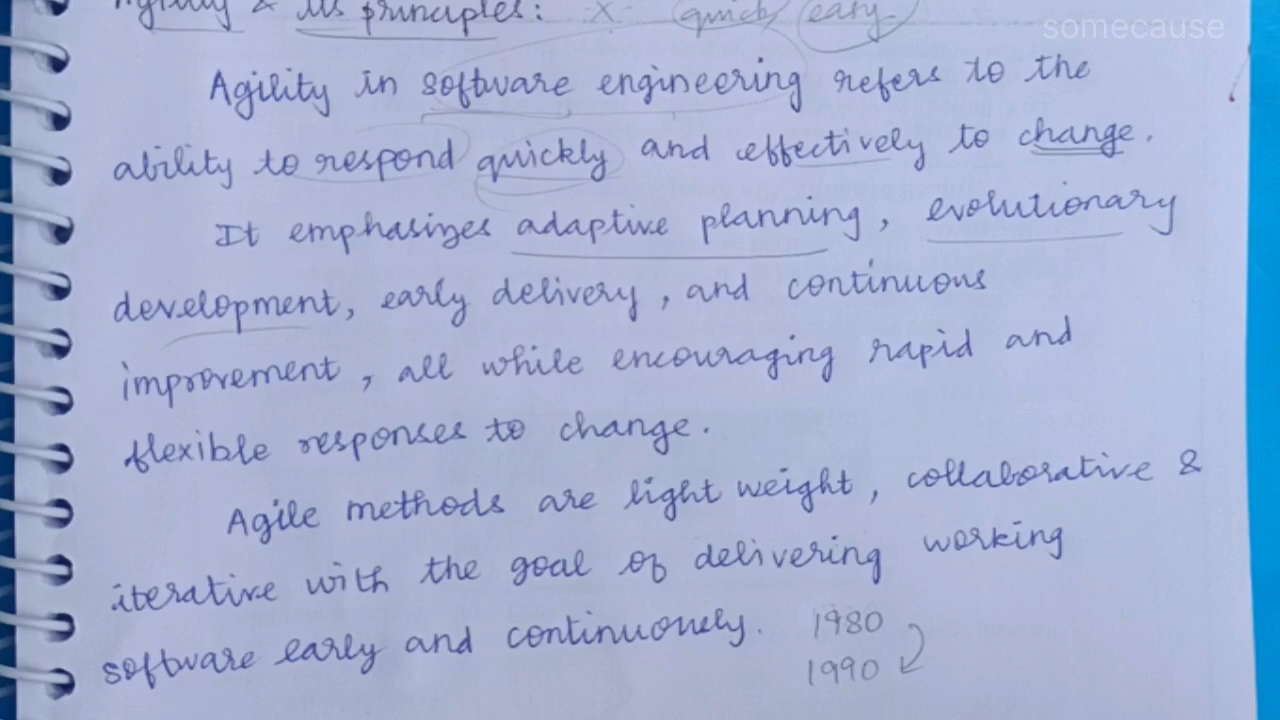 Agility & its principles: X quick easy
somecause
Agility in software engineering refers to the
ability to respond quickly and effectively to change.
It emphasizes adaptive planning, evolutionary
development, early delivery, and continuous
improvement, all while encouraging rapid and
flexible responses to change.
Agile methods are light weight, collaborative &
iterative with the goal of delivering working
software early and continuously. 1980
1990